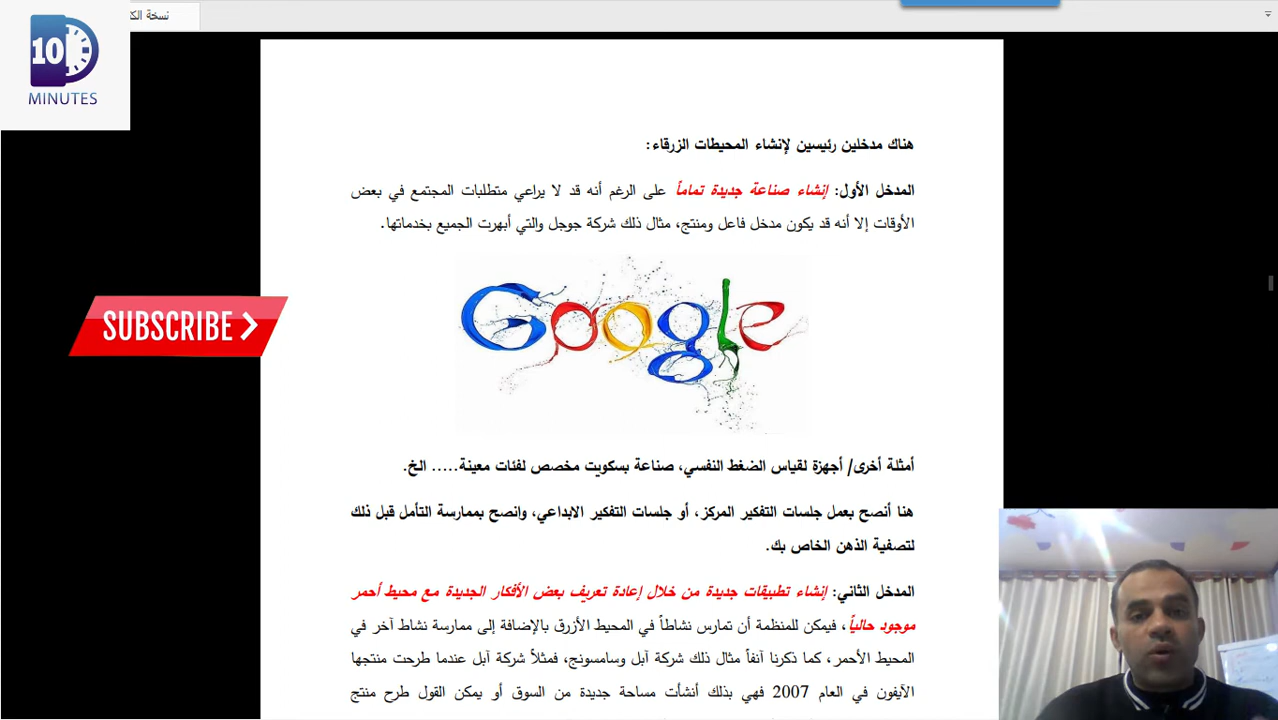 نسخة الك
10
MINUTES
هناك مدخلين رئيسين لإنشاء المحيطات الزرقاء:
المدخل الأول: إنشاء صناعة جديدة تماماً على الرغم أنه قد لا يراعي متطلبات المجتمع في بعض
الأوقات إلا أنه قد يكون مدخل فاعل ومنتج، مثال ذلك شركة جوجل والتي أبهرت الجميع بخدماتها.
SUBSCRIBE
Google
أمثلة أخرى/ أجهزة لقياس الضغط النفسي، صناعة بسكويت مخصص لفئات معينة..... الخ.
هنا أنصح بعمل جلسات التفكير المركز، أو جلسات التفكير الابداعي، وانصح بممارسة التأمل قبل ذلك
لتصفية الذهن الخاص بك.
المدخل الثاني: إنشاء تطبيقات جديدة من خلال إعادة تعريف بعض الأفكار الجديدة مع محيط أحمر
موجود حالياً، فيمكن للمنظمة أن تمارس نشاطاً في المحيط الأزرق بالإضافة إلى ممارسة نشاط آخر في
المحيط الأحمر، كما ذكرنا آنفاً مثال ذلك شركة آبل وسامسونج، فمثلاً شركة آبل عندما طرحت منتجها
الآيفون في العام 2007 فهي بذلك أنشأت مساحة جديدة من السوق أو يمكن القول طرح منتج